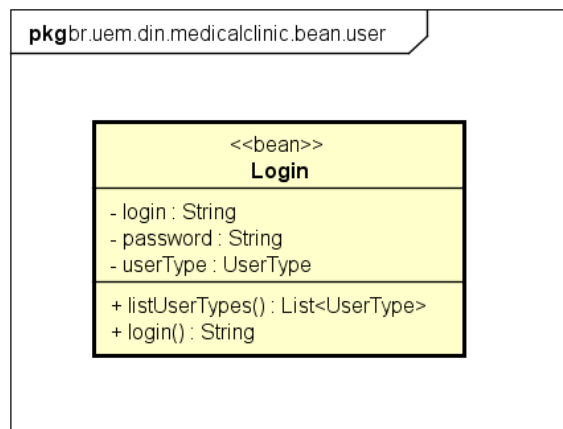 pkgbr.uem.din.medicalclinic.bean.user
<<bean>>
Login
- login : String
- password : String
- userType : UserType
+ listUserTypes() : List<UserType>
+ login() : String